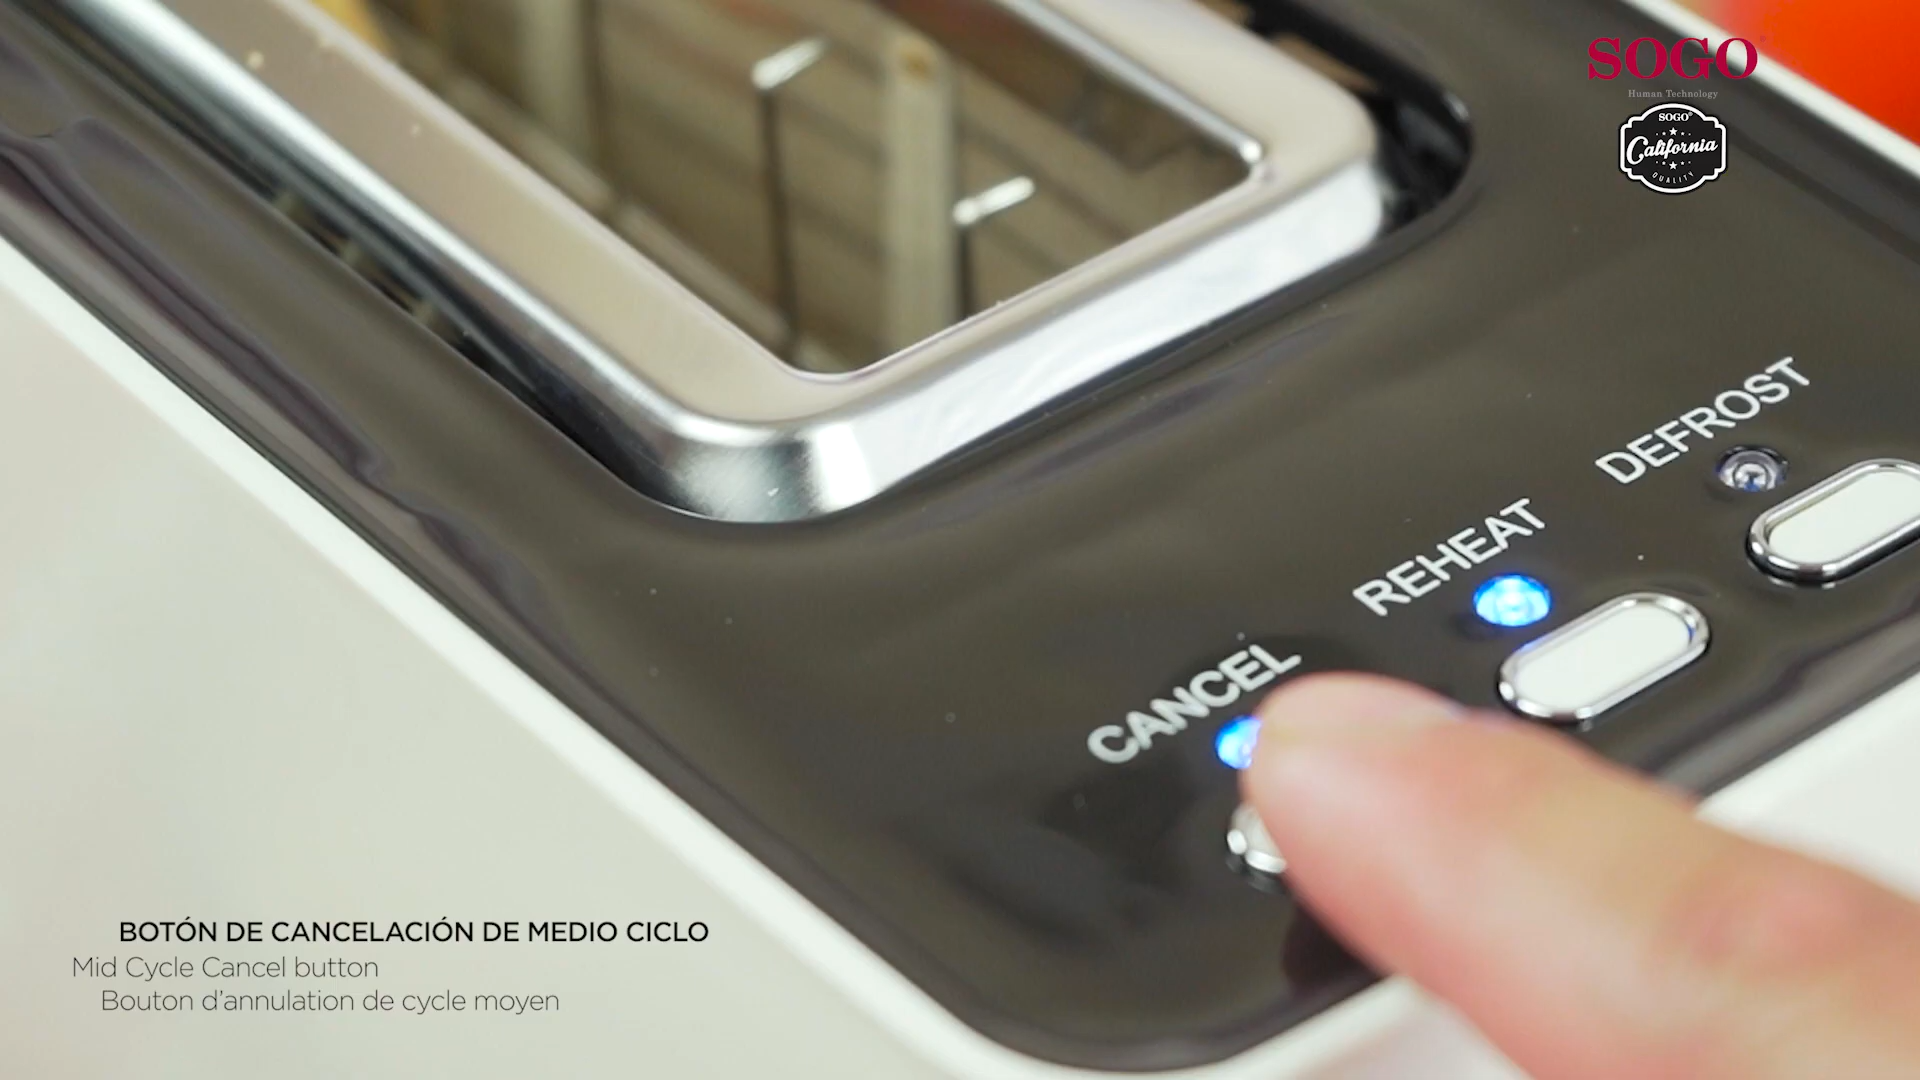 SOGO
Human Technology
SOGO
California
QUALITY
DEFROST
REHEAT
CANCEL
BOTÓN DE CANCELACIÓN DE MEDIO CICLO
Mid Cycle Cancel button
Bouton d'annulation de cycle moyen